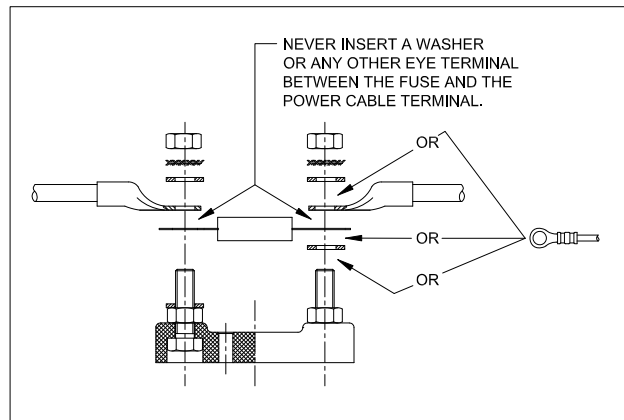 NEVER INSERT A WASHER
OR ANY OTHER EYE TERMINAL
BETWEEN THE FUSE AND THE
POWER CABLE TERMINAL.
OR
OR
OR